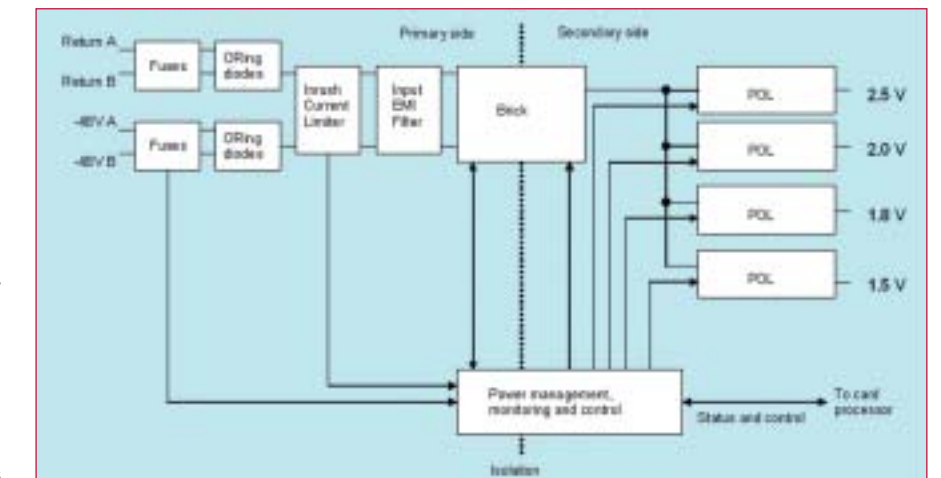 Primary side
Secondary side
Return A
Return B
Fuses
ORing
diodes
-48V A
-48V B
Fuses
ORing
diodes
Inrush
Current
Limiter
Input
EMI
Filter
Brick
POL
2.5 V
POL
2.0 V
POL
1.8 V
POL
1.5 V
Power management,
monitoring and control
Status and control
To card
processor
Isolation